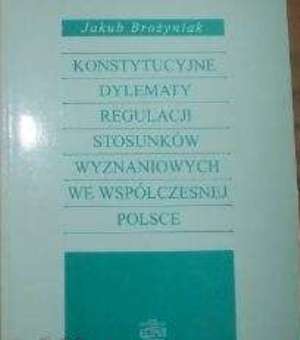 Jakub Brożyniak
KONSTYTUCYJNE
DYLEMATY
REGULACJI
STOSUNKÓW
WYZNANIOWYCH
WE WSPÓŁCZESNEJ
POLSCE